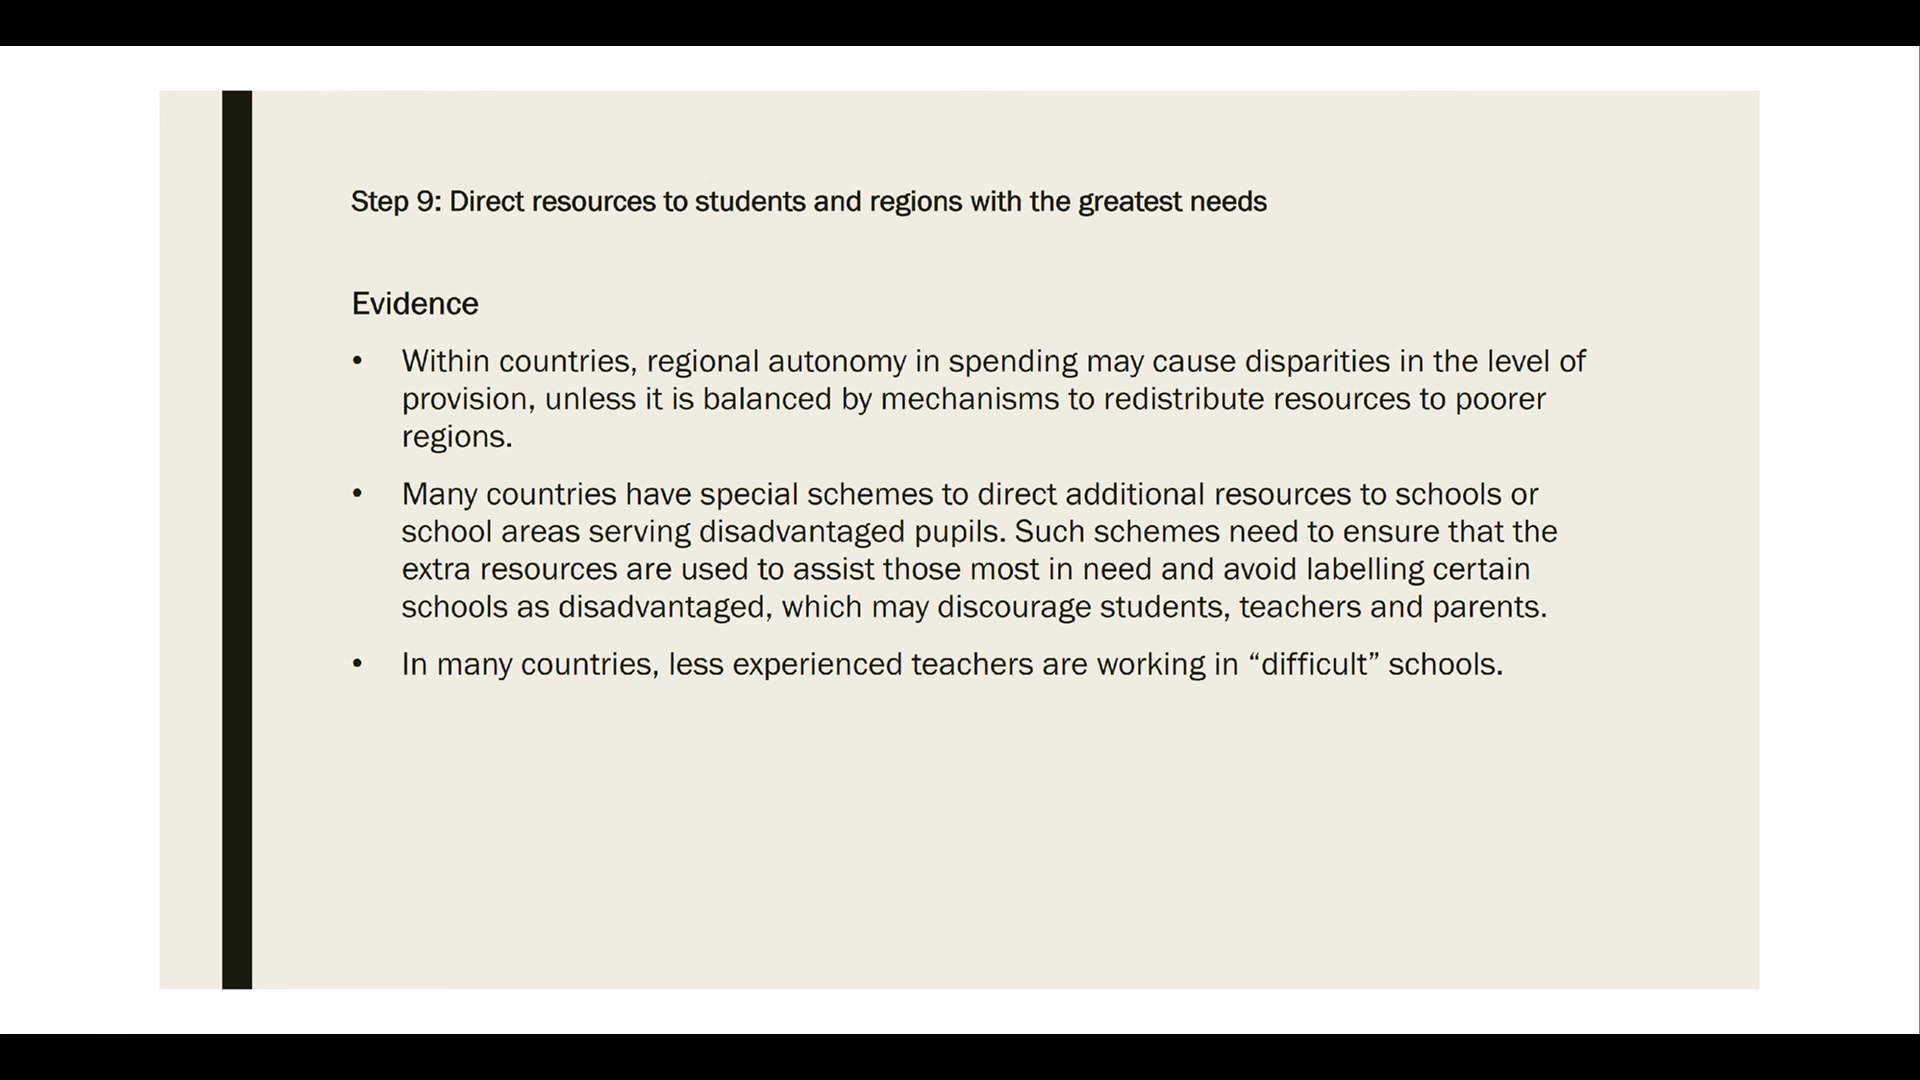 Step 9: Direct resources to students and regions with the greatest needs
Evidence
• Within countries, regional autonomy in spending may cause disparities in the level of
provision, unless it is balanced by mechanisms to redistribute resources to poorer
regions.
• Many countries have special schemes to direct additional resources to schools or
school areas serving disadvantaged pupils. Such schemes need to ensure that the
extra resources are used to assist those most in need and avoid labelling certain
schools as disadvantaged, which may discourage students, teachers and parents.
• In many countries, less experienced teachers are working in “difficult” schools.